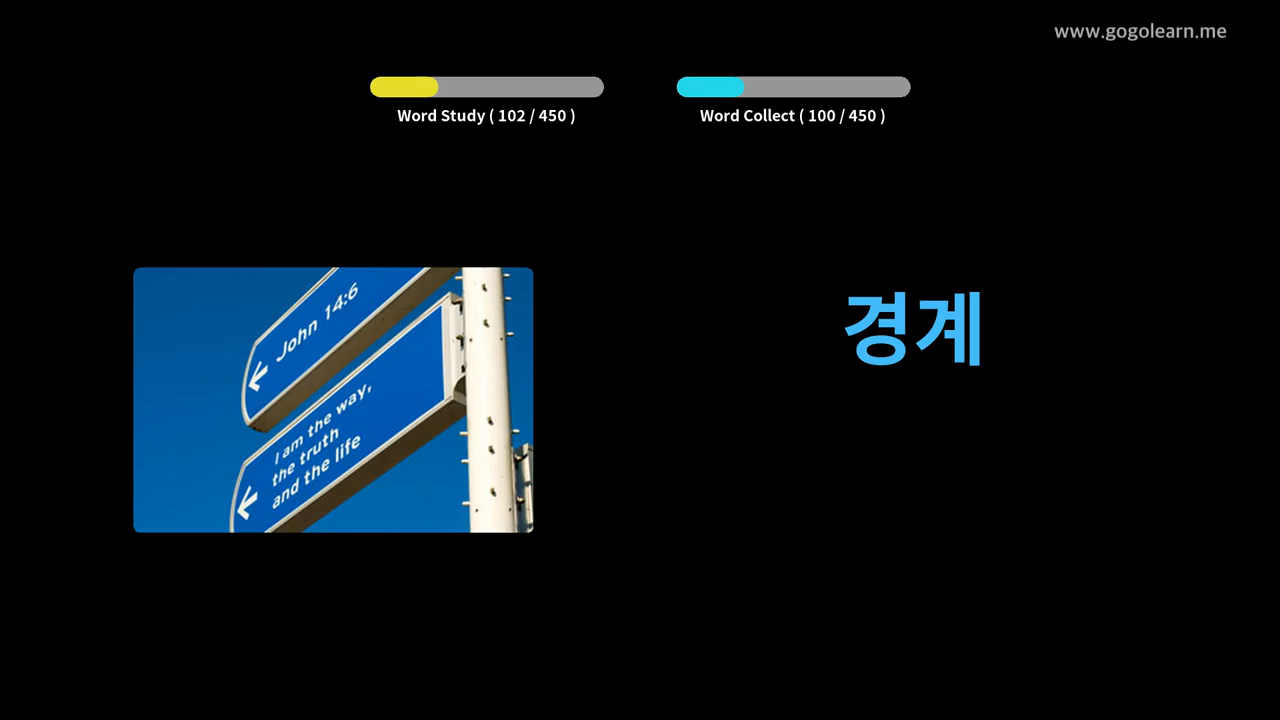 www.gogolearn.me
Word Study ( 102 / 450 )
Word Collect ( 100 / 450 )
John 14:6
I am the way,
the truth
and the life
경계